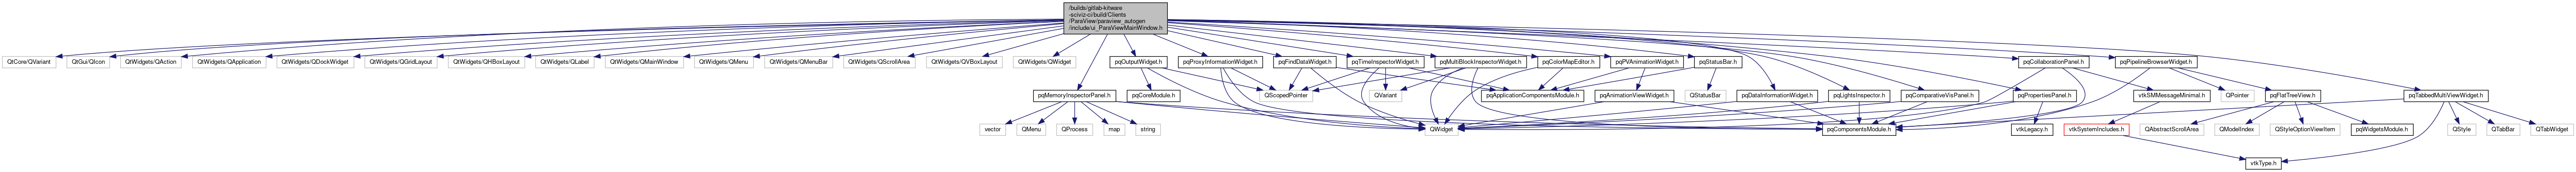 /builds/gitlab-kitware
-sciviz-ci/build/Clients
/ParaView/paraview_autogen
/include/ui_ParaViewMainWindow.h
QtCore/QVariant
QtGui/QIcon
QtWidgets/QAction
QtWidgets/QApplication
QtWidgets/QDockWidget
QtWidgets/QGridLayout
QtWidgets/QHBoxLayout
QtWidgets/QLabel
QtWidgets/QMainWindow
QtWidgets/QMenu
QtWidgets/QMenuBar
QtWidgets/QScrollArea
QtWidgets/QVBoxLayout
QtWidgets/QWidget
pqOutputWidget.h
pqProxyInformationWidget.h
pqFindDataWidget.h
pqTimeInspectorWidget.h
pqMultiBlockInspectorWidget.h
pqColorMapEditor.h
pqPVAnimationWidget.h
pqStatusBar.h
pqCollaborationPanel.h
pqPipelineBrowserWidget.h
pqMemoryInspectorPanel.h
pqCoreModule.h
QScopedPointer
QVariant
pqApplicationComponentsModule.h
pqAnimationViewWidget.h
QStatusBar
pqDataInformationWidget.h
pqLightsInspector.h
pqComparativeVisPanel.h
pqPropertiesPanel.h
vtkSMMessageMinimal.h
QPointer
pqFlatTreeView.h
pqTabbedMultiViewWidget.h
vector
QMenu
QProcess
map
string
QWidget
pqComponentsModule.h
vtkLegacy.h
vtkSystemIncludes.h
QAbstractScrollArea
QModelIndex
QStyleOptionViewItem
pqWidgetsModule.h
QStyle
QTabBar
QTabWidget
vtkType.h